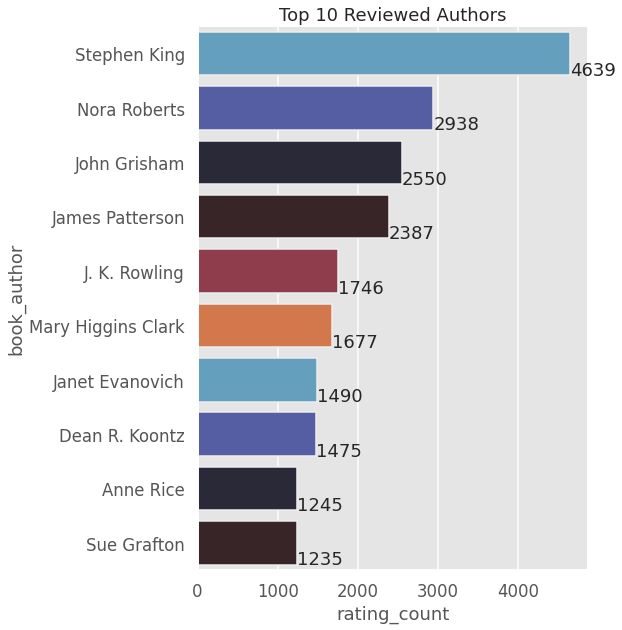 Top 10 Reviewed Authors
book_author
Stephen King
4639
Nora Roberts
2938
John Grisham
2550
James Patterson
2387
J. K. Rowling
1746
Mary Higgins Clark
1677
Janet Evanovich
1490
Dean R. Koontz
1475
Anne Rice
1245
Sue Grafton
1235
0 1000 2000 3000 4000
rating_count